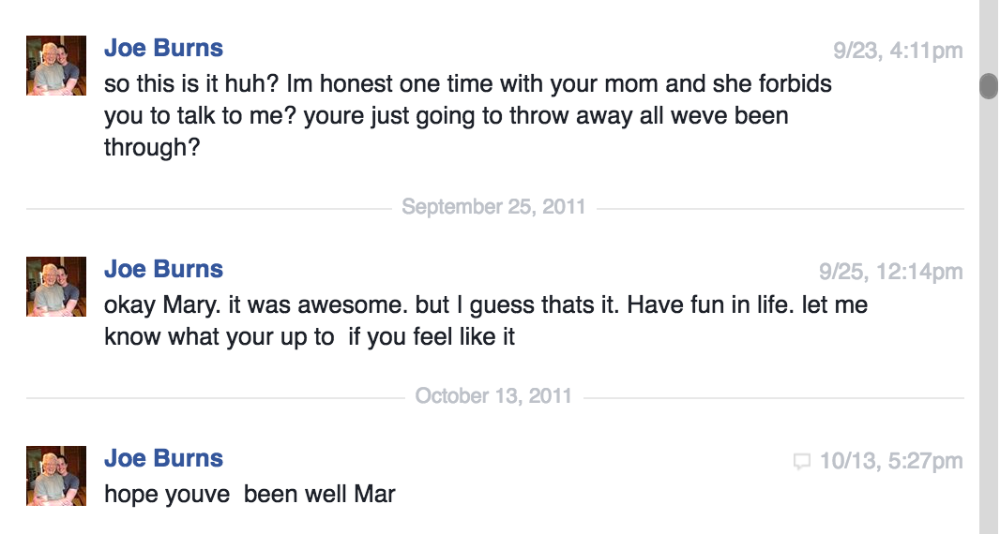 Joe Burns 9/23, 4:11pm
so this is it huh? Im honest one time with your mom and she forbids
you to talk to me? youre just going to throw away all weve been
through?
September 25, 2011
Joe Burns 9/25, 12:14pm
okay Mary. it was awesome. but I guess thats it. Have fun in life. let me
know what your up to  if you feel like it
October 13, 2011
Joe Burns 10/13, 5:27pm
hope youve  been well Mar